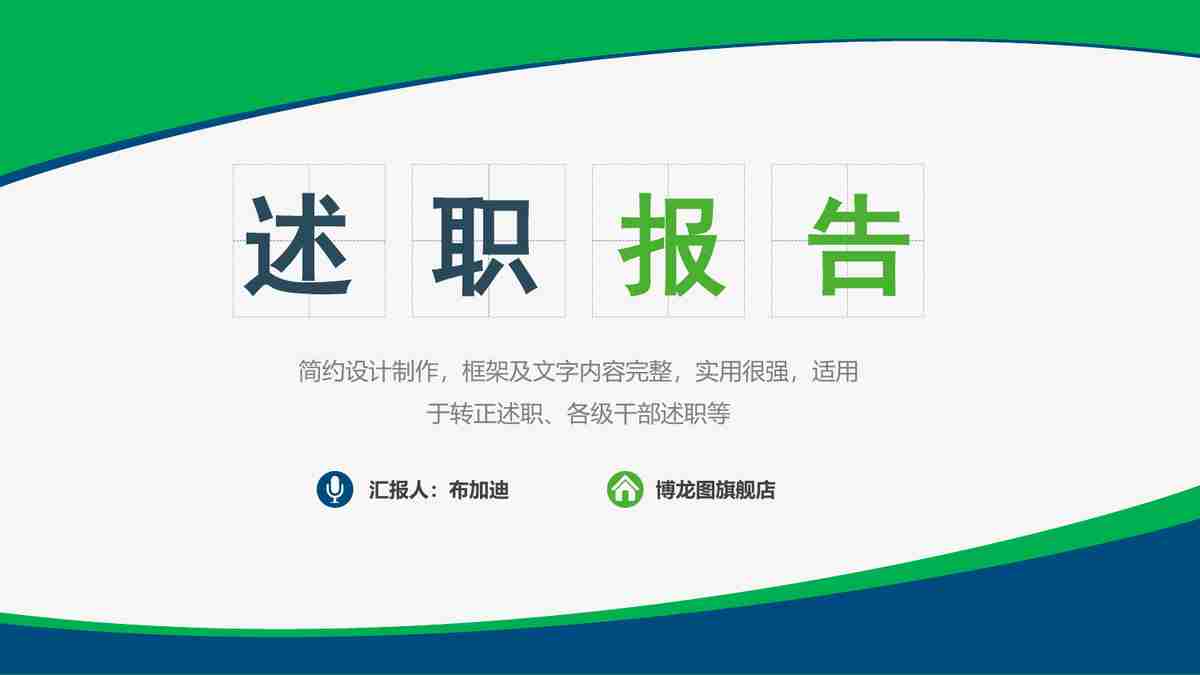 述职报告
简约设计制作，框架及文字内容完整，实用很强，适用
于转正述职、各级干部述职等
汇报人：布加迪
博龙图旗舰店